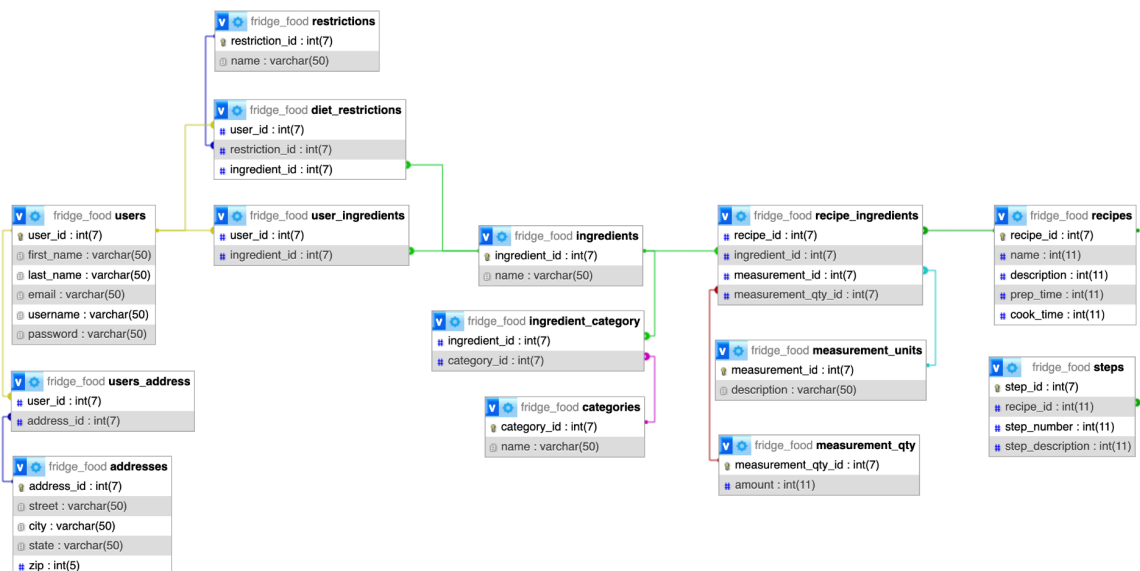 fridge_food restrictions
restriction_id : int(7)
name : varchar(50)
fridge_food diet_restrictions
user_id : int(7)
restriction_id : int(7)
ingredient_id : int(7)
fridge_food users
user_id : int(7)
first_name : varchar(50)
last_name : varchar(50)
email : varchar(50)
username : varchar(50)
password : varchar(50)
fridge_food user_ingredients
user_id : int(7)
ingredient_id : int(7)
fridge_food ingredients
ingredient_id : int(7)
name : varchar(50)
fridge_food recipe_ingredients
recipe_id : int(7)
ingredient_id : int(7)
measurement_id : int(7)
measurement_qty_id : int(7)
fridge_food recipes
recipe_id : int(7)
name : int(11)
description : int(11)
prep_time : int(11)
cook_time : int(11)
fridge_food ingredient_category
ingredient_id : int(7)
category_id : int(7)
fridge_food measurement_units
measurement_id : int(7)
description : varchar(50)
fridge_food steps
step_id : int(7)
recipe_id : int(11)
step_number : int(11)
step_description : int(11)
fridge_food users_address
user_id : int(7)
address_id : int(7)
fridge_food categories
category_id : int(7)
name : varchar(50)
fridge_food measurement_qty
measurement_qty_id : int(7)
amount : int(11)
fridge_food addresses
address_id : int(7)
street : varchar(50)
city : varchar(50)
state : varchar(50)
zip : int(5)